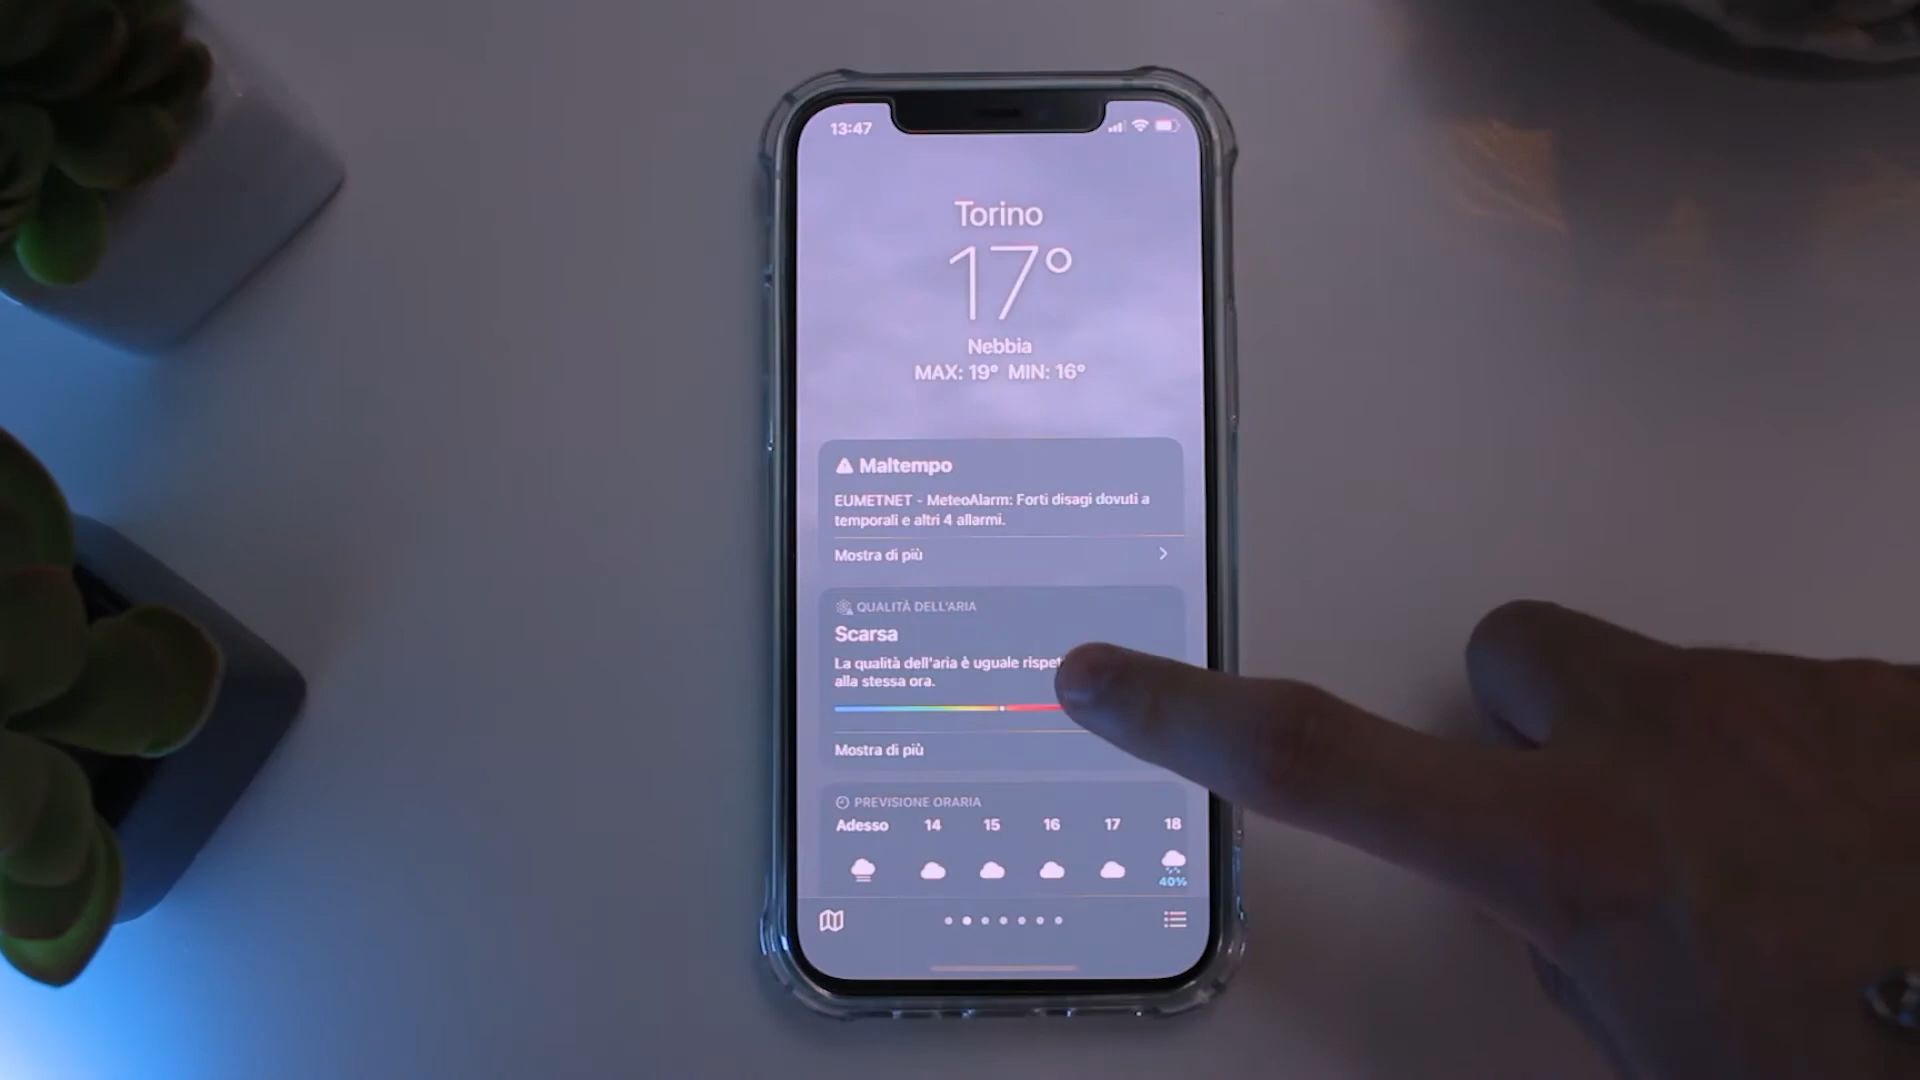 13:47
Torino
17°
Nebbia
MAX: 19° MIN: 16°
Maltempo
EUMETNET - MeteoAlarm: Forti disagi dovuti a
temporali e altri 4 allarmi.
Mostra di più
QUALITÀ DELL'ARIA
Scarsa
La qualità dell'aria è uguale
alla stessa ora.
Mostra di più
PREVISIONE ORARIA
Adesso 14 15 16 17 18
40%